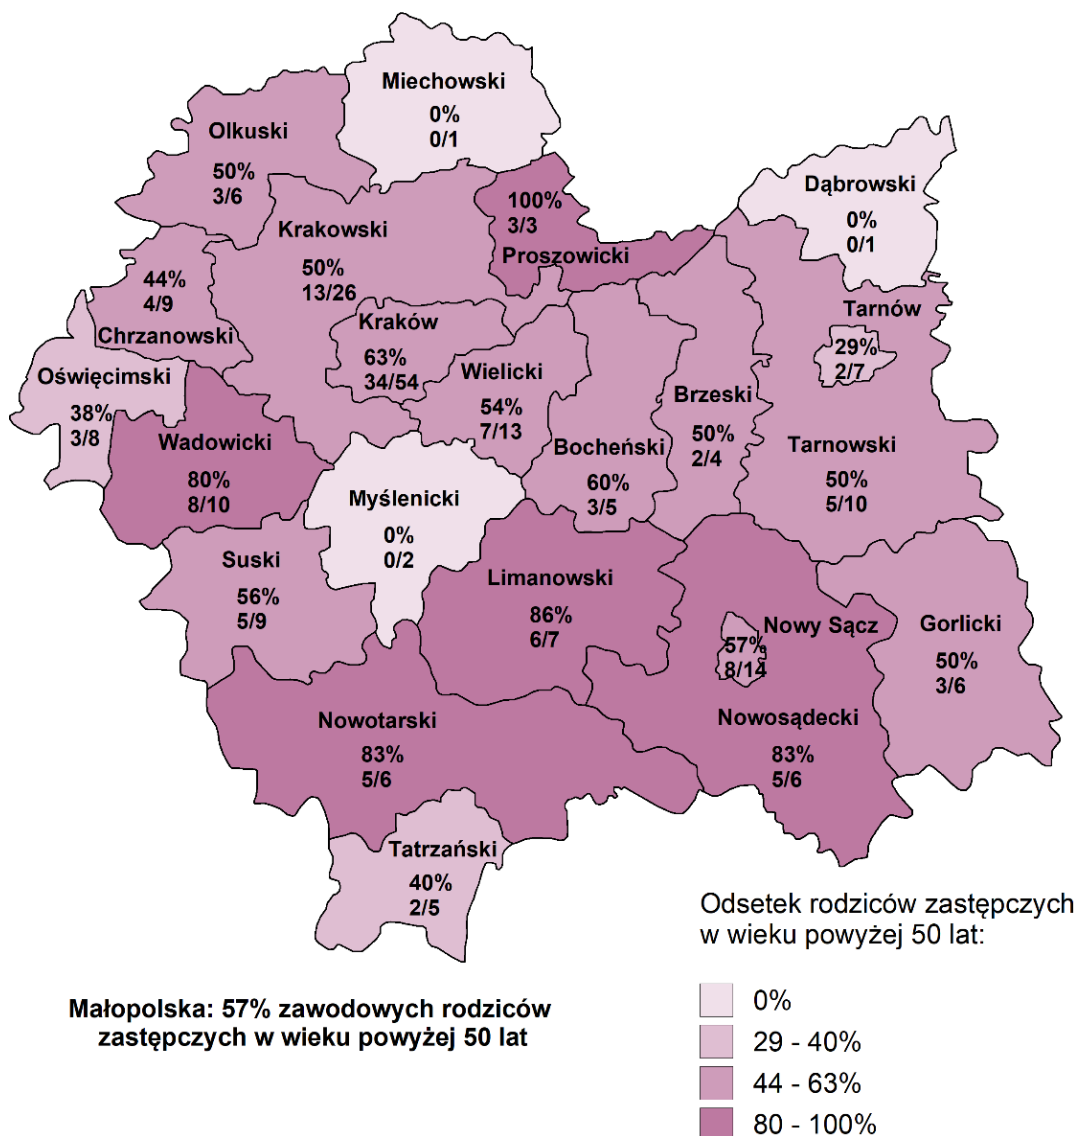 Miechowski
0%
0/1
Olkuski
50%
3/6
Dąbrowski
0%
0/1
100%
3/3
Proszowicki
Krakowski
50%
13/26
44%
4/9
Chrzanowski
Kraków
63%
34/54
Tarnów
29%
2/7
Oświęcimski
38%
3/8
Wielicki
54%
7/13
Brzeski
50%
2/4
Wadowicki
80%
8/10
Bocheński
60%
3/5
Tarnowski
50%
5/10
Myślenicki
0%
0/2
Suski
56%
5/9
Limanowski
86%
6/7
Nowy Sącz
57%
8/14
Gorlicki
50%
3/6
Nowotarski
83%
5/6
Nowosądecki
83%
5/6
Tatrzański
40%
2/5
Odsetek rodziców zastępczych
w wieku powyżej 50 lat:
0%
29 - 40%
44 - 63%
80 - 100%
Małopolska: 57% zawodowych rodziców
zastępczych w wieku powyżej 50 lat